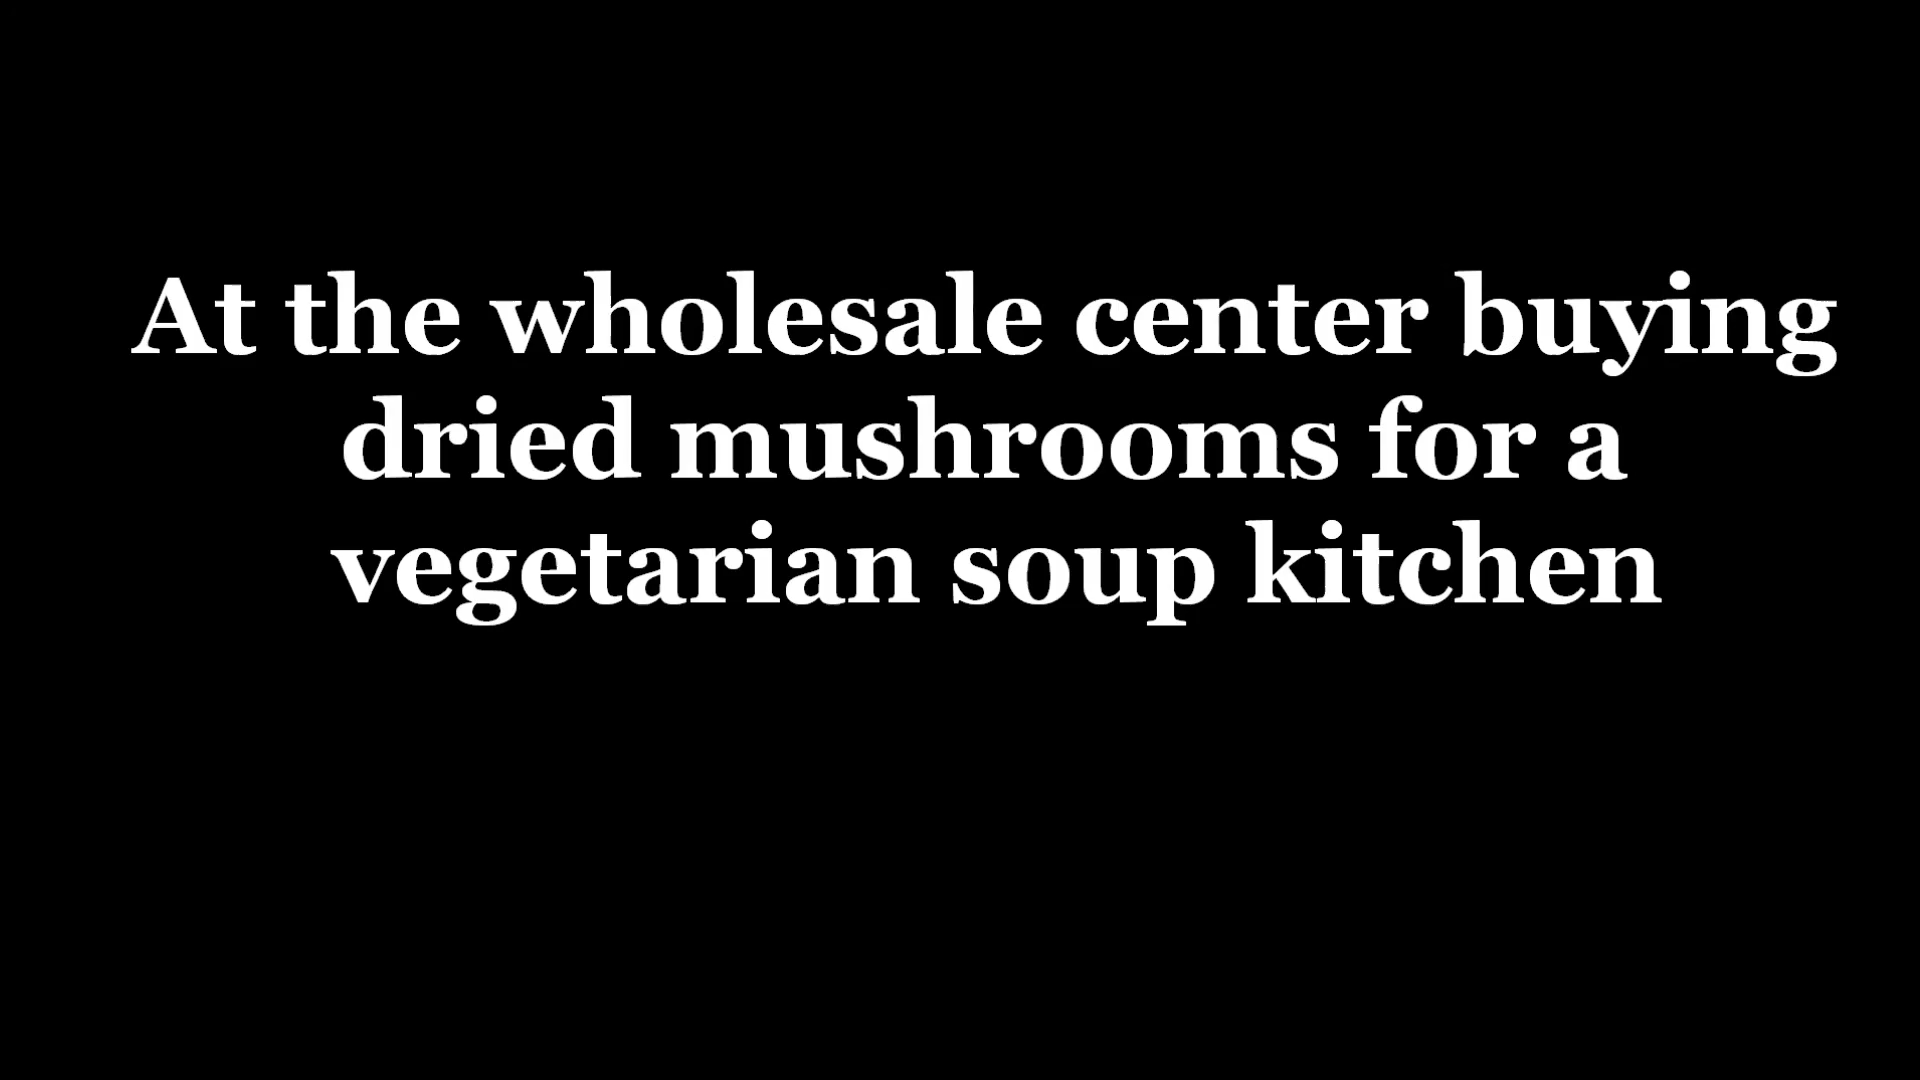 At the wholesale center buying
dried mushrooms for a
vegetarian soup kitchen